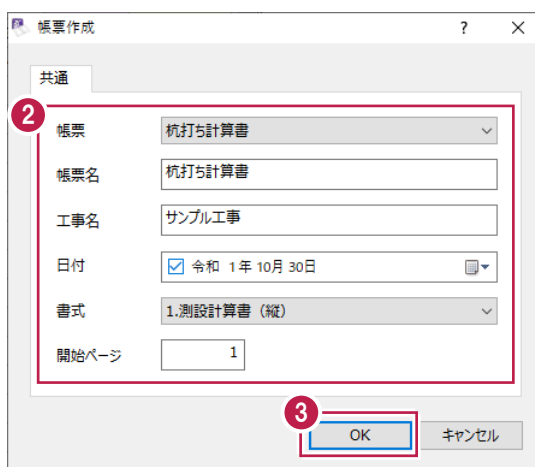 帳票作成
?
共通
2
帳票
杭打ち計算書
帳票名
杭打ち計算書
工事名
サンプル工事
日付
令和 1年 10月 30日
書式
1.測設計算書（縦）
開始ページ
1
3
OK
キャンセル